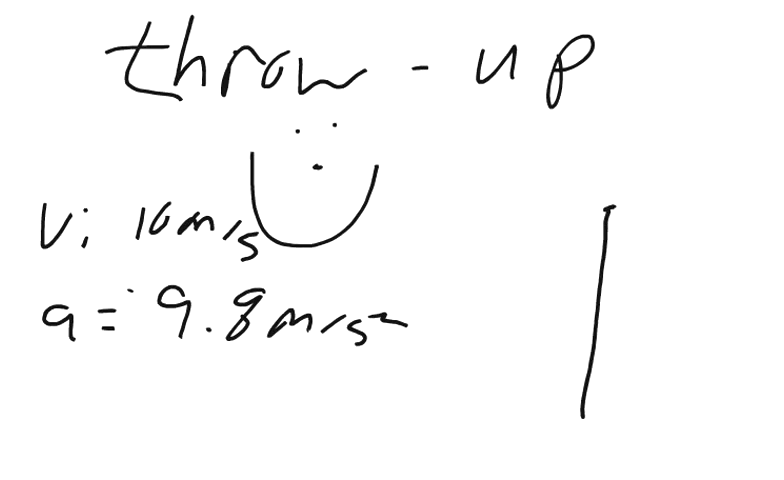 throw - up
Vi 10m/s
a = 9.8m/s²